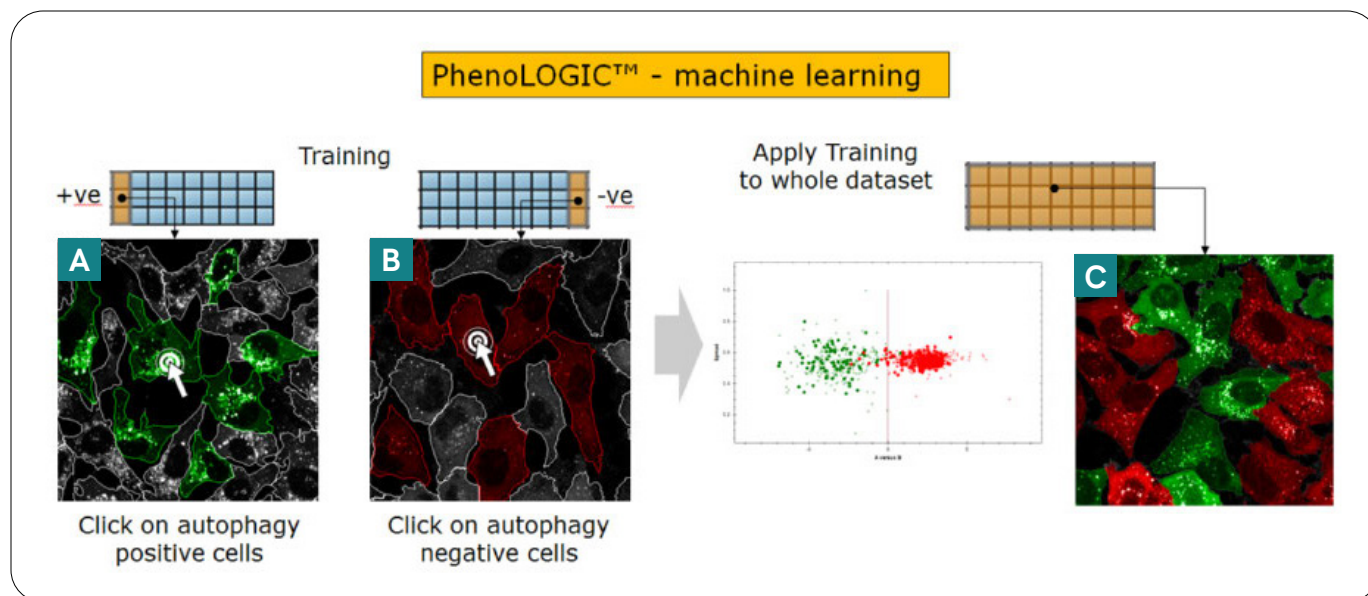 PhenoLOGIC™ - machine learning
Training
+ve
-ve
Apply Training
to whole dataset
A
B
C
Click on autophagy
positive cells
Click on autophagy
negative cells
A versus B